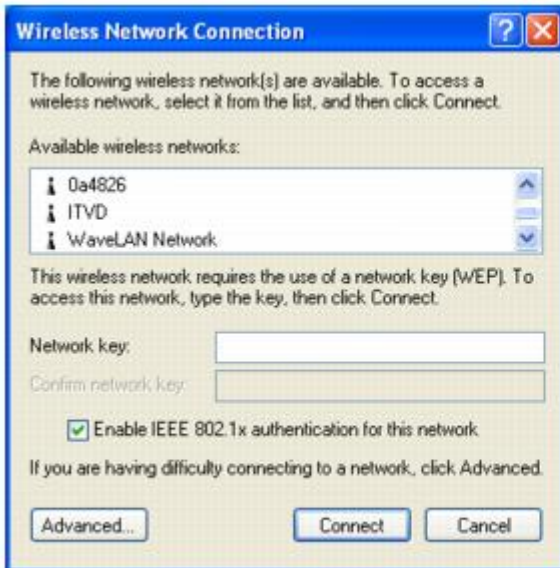 Wireless Network Connection
The following wireless network(s) are available. To access a
wireless network, select it from the list, and then click Connect.
Available wireless networks:
0a4826
ITVD
WaveLAN Network
This wireless network requires the use of a network key (WEP). To
access this network, type the key, then click Connect.
Network key:
Confirm network key:
Enable IEEE 802.1x authentication for this network
If you are having difficulty connecting to a network, click Advanced.
Advanced... Connect Cancel